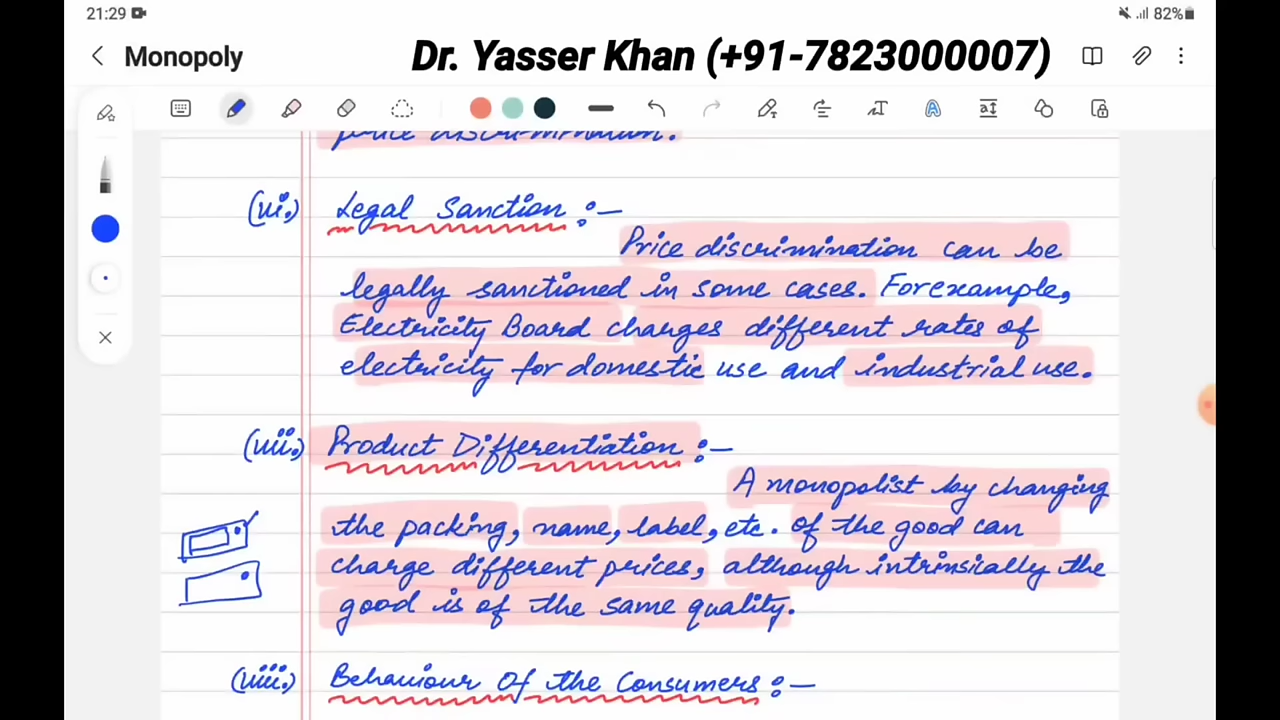 21:29
82%
Monopoly
Dr. Yasser Khan (+91-7823000007)
price discrimination.
(vi.) Legal Sanction :-
Price discrimination can be
legally sanctioned in some cases. For example,
Electricity Board charges different rates of
electricity for domestic use and industrial use.
(vii.) Product Differentiation :-
A monopolist by changing
the packing, name, label, etc. of the good can
charge different prices, although intrinsically the
good is of the same quality.
(viii.) Behaviour Of the Consumers :-